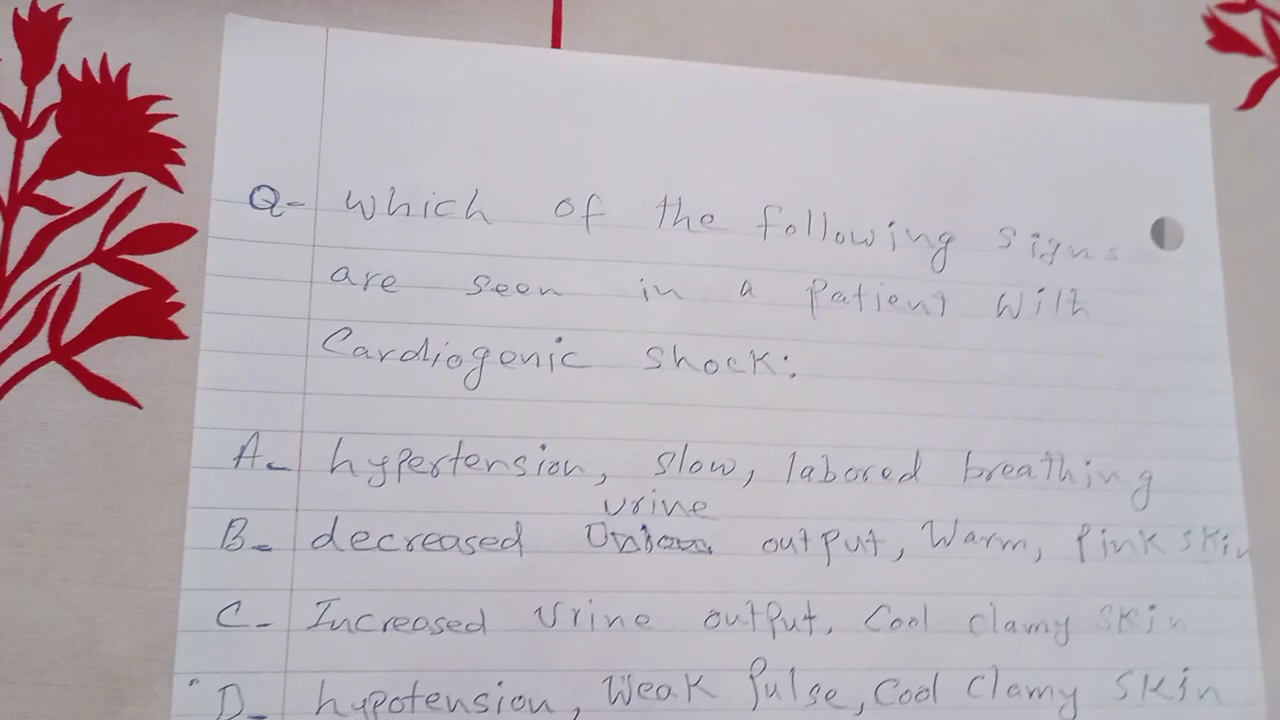 Q- Which of the following signs
are seen in a patient with
Cardiogenic shock:
A- hypertension, slow, labored breathing
urine
B- decreased output, Warm, Pink skin
C- Increased Urine output, Cool clamy skin
D- hypotension, Weak Pulse, Cool Clamy Skin